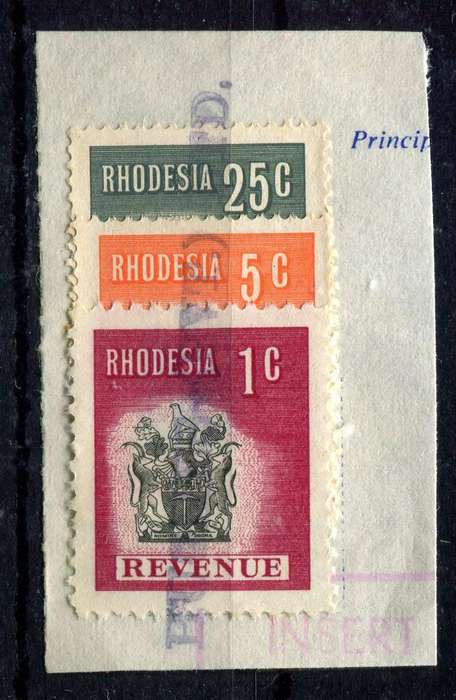 Princip
RHODESIA 25C
RHODESIA 5C
RHODESIA 1C
REVENUE
INSERT